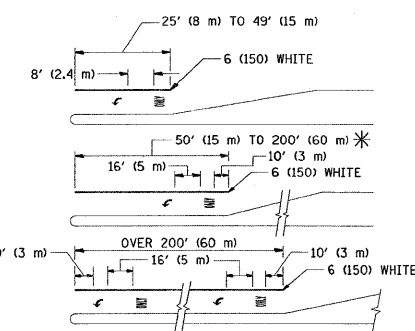 25' (8 m) TO 49' (15 m)
8' (2.4 m)
6 (150) WHITE
50' (15 m) TO 200' (60 m) *
16' (5 m)
10' (3 m)
6 (150) WHITE
OVER 200' (60 m)
0' (3 m)
16' (5 m)
10' (3 m)
6 (150) WHITE